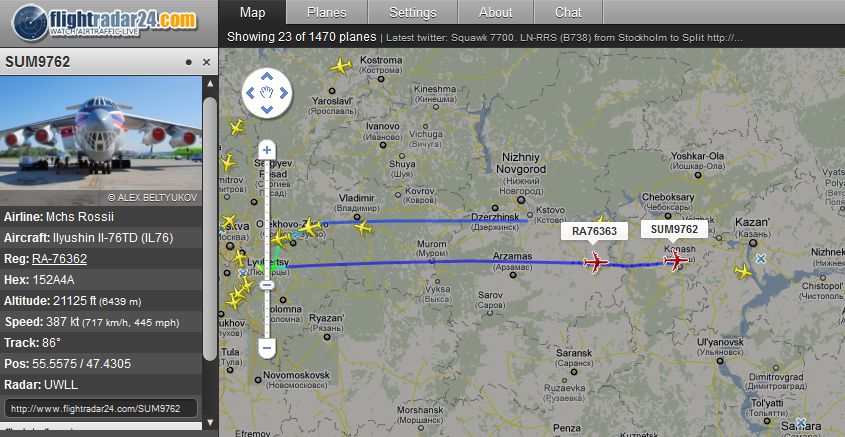 flightradar24.com
WATCH AIR TRAFFIC LIVE
Map
Planes
Settings
About
Chat
Showing 23 of 1470 planes | Latest twitter: Squawk 7700. LN-RRS (B738) from Stockholm to Split http://...
SUM9762
© ALEX BELTYUKOV
Airline: Mchs Rossii
Aircraft: Ilyushin Il-76TD (IL76)
Reg: RA-76362
Hex: 152A4A
Altitude: 21125 ft (6439 m)
Speed: 387 kt (717 km/h, 445 mph)
Track: 86°
Pos: 55.5575 / 47.4305
Radar: UWLL
http://www.flightradar24.com/SUM9762
Kostroma
(Кострома)
Yaroslavl'
(Ярославль)
Kineshma
(Кинешма)
Ivanovo
(Иваново)
Vichuga
(Вичуга)
Shuya
(Шуя)
Sergiyev
Posad
Nizhniy
Novgorod
(Нижний
Новгород)
Yoshkar-Ola
(Йошкар-Ола)
Vladimir
(Владимир)
Kovrov
(Ковров)
Cheboksary
(Чебоксары)
Dzerzhinsk
(Дзержинск)
Kstovo
(Кстово)
Kazan'
(Казань)
RA76363
SUM9762
Kanash
Murom
(Муром)
Arzamas
(Арзамас)
Lyubertsy
Chistopol'
(Чистополь)
Vyksa
(Выкса)
Sarov
(Саров)
Kolomna
(Коломна)
Ryazan'
(Рязань)
Tula
(Тула)
Novomoskovsk
(Новомосковск)
Saransk
(Саранск)
Ruzaevka
(Рузаевка)
Ul'yanovsk
(Ульяновск)
Dimitrovgrad
(Димитровград)
Morshansk
(Моршанск)
Tol'yatti
(Тольятти)
Efremov
Kuznetsk
Samara
(Самара)